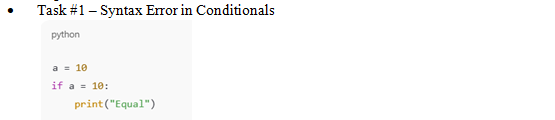 • Task #1 – Syntax Error in Conditionals
python
a = 10
if a = 10:
    print("Equal")